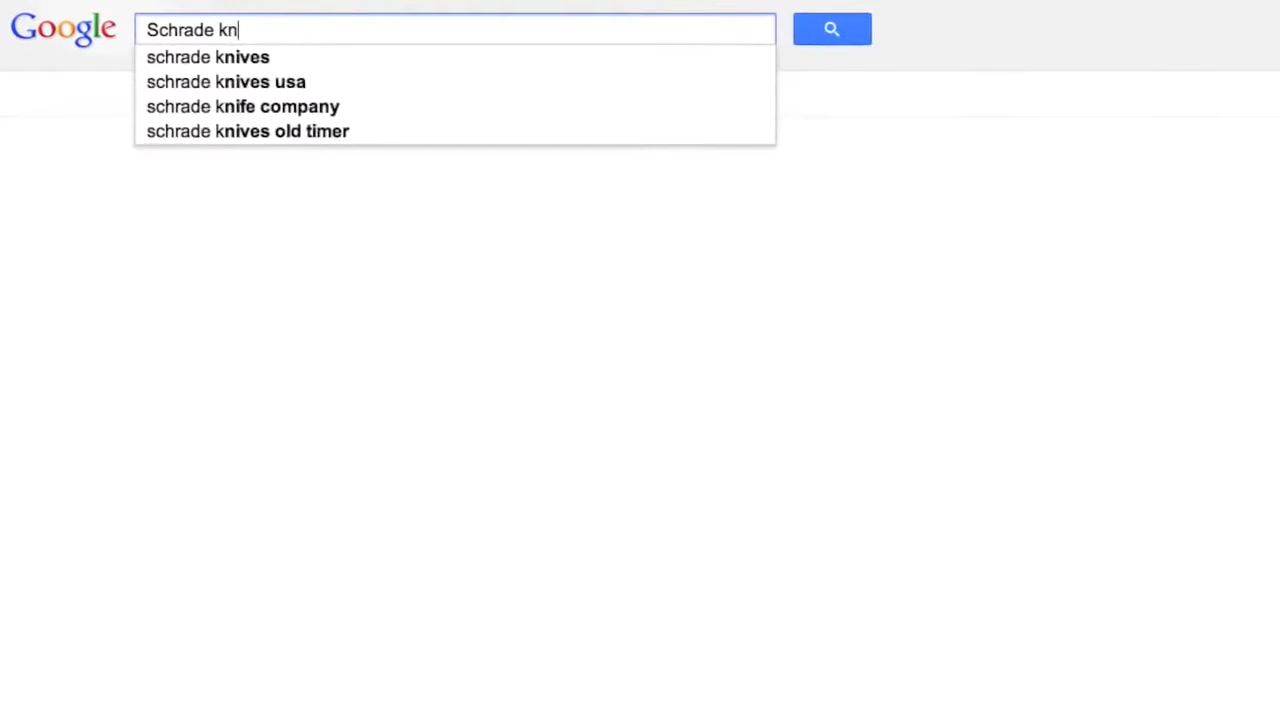 Google
Schrade kn
schrade knives
schrade knives usa
schrade knife company
schrade knives old timer